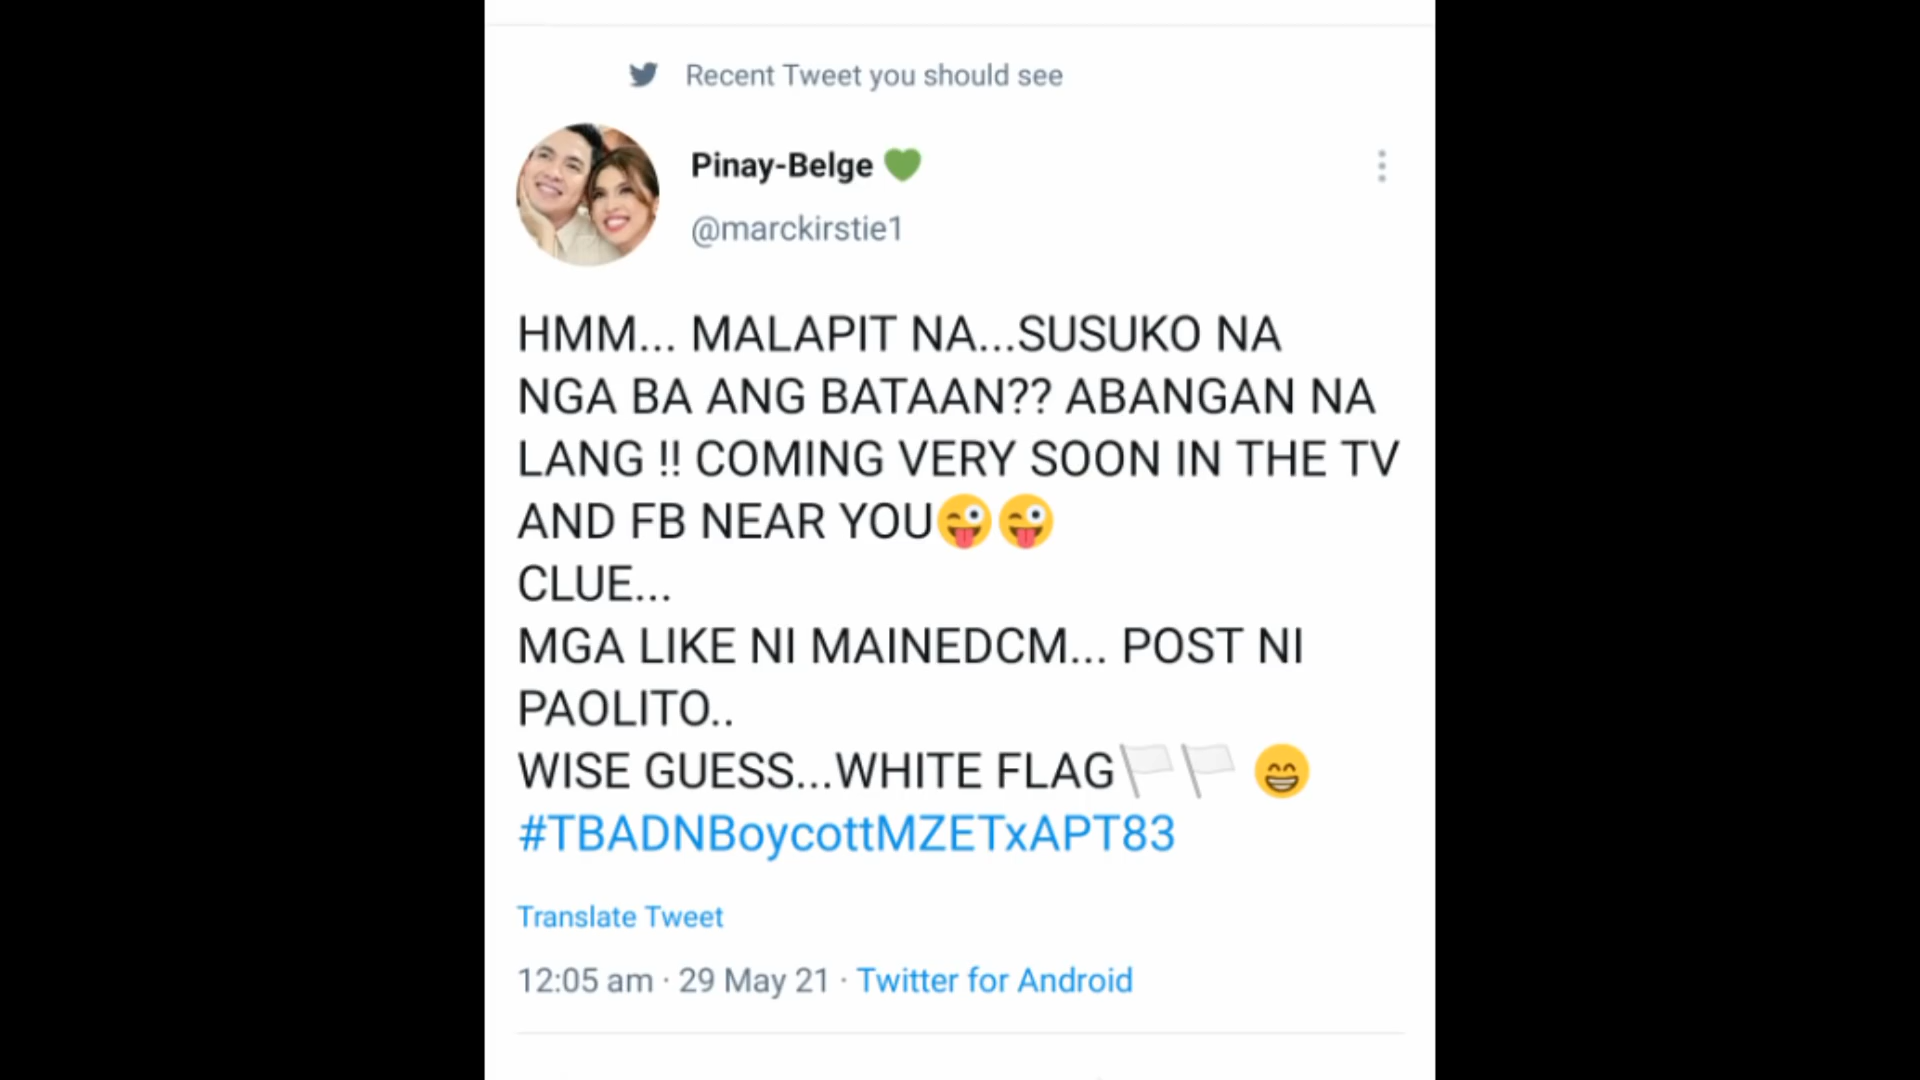 Recent Tweet you should see
Pinay-Belge 💚
@marckirstie1
HMM... MALAPIT NA...SUSUKO NA
NGA BA ANG BATAAN?? ABANGAN NA
LANG !! COMING VERY SOON IN THE TV
AND FB NEAR YOU😜😜
CLUE...
MGA LIKE NI MAINEDCM... POST NI
PAOLITO..
WISE GUESS...WHITE FLAG🏳️🏳️ 😁
#TBADNBoycottMZETxAPT83
Translate Tweet
12:05 am · 29 May 21 · Twitter for Android